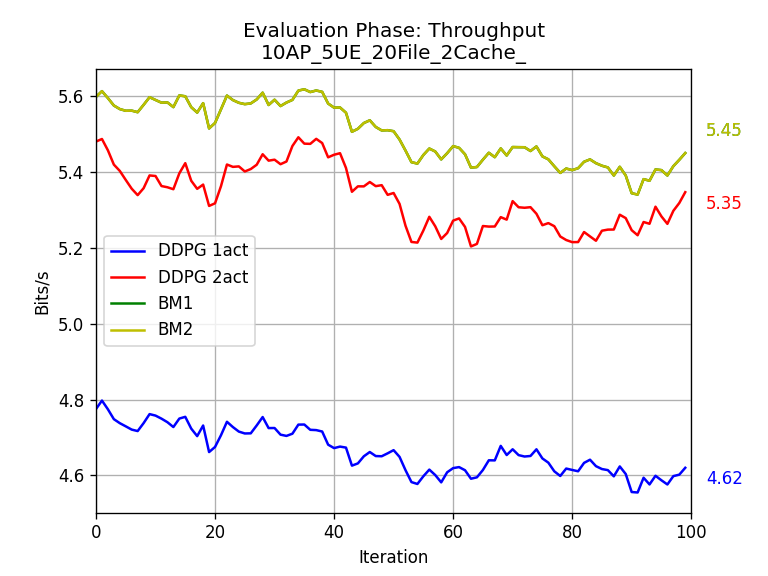 Evaluation Phase: Throughput
10AP_5UE_20File_2Cache_
5.6
5.4
5.2
5.0
4.8
4.6
Bits/s
DDPG 1act
DDPG 2act
BM1
BM2
5.45
5.35
4.62
0
20
40
60
80
100
Iteration